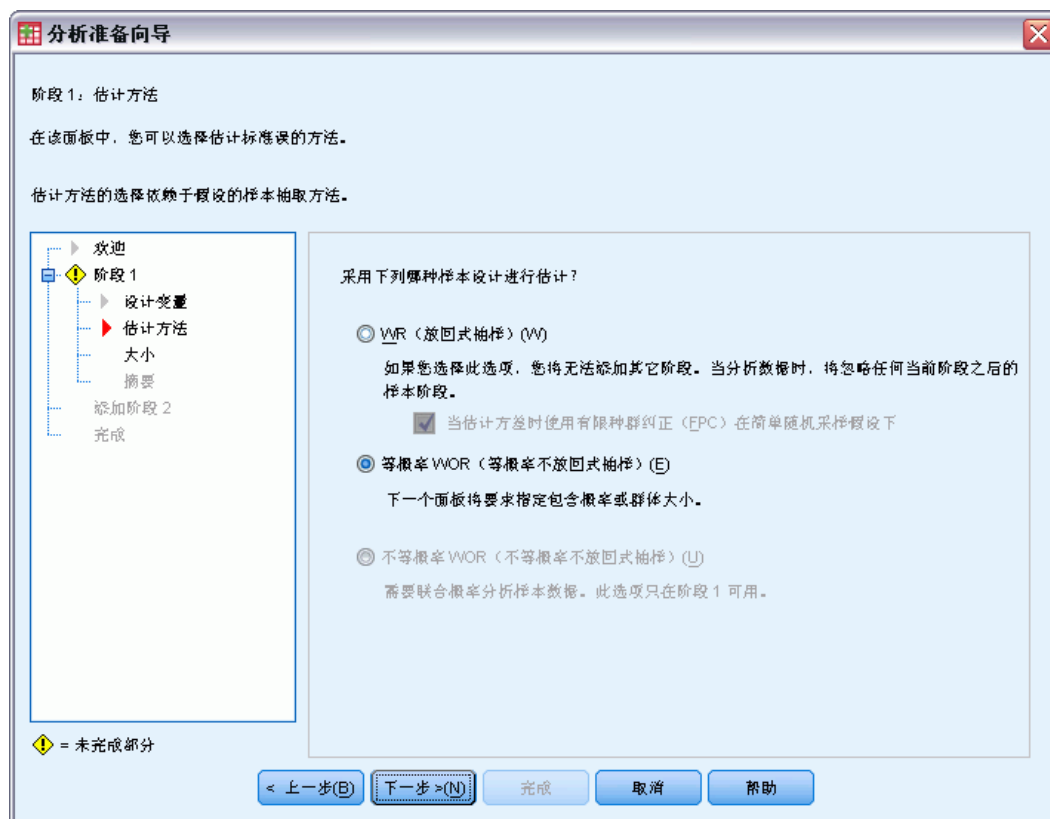 分析准备向导
阶段 1：估计方法
在该面板中，您可以选择估计标准误的方法。
估计方法的选择依赖于假设的样本抽取方法。
欢迎
阶段 1
设计变量
估计方法
大小
摘要
添加阶段 2
完成
! = 未完成部分
采用下列哪种样本设计进行估计？
WR（放回式抽样）(W)
如果您选择此选项，您将无法添加其它阶段。当分析数据时，将忽略任何当前阶段之后的
样本阶段。
当估计方差时使用有限种群纠正（FPC）在简单随机采样假设下
等概率 WOR（等概率不放回式抽样）(E)
下一个面板将要求指定包含概率或群体大小。
不等概率 WOR（不等概率不放回式抽样）(U)
需要联合概率分析样本数据。此选项只在阶段 1 可用。
< 上一步(B)
下一步 >(N)
完成
取消
帮助